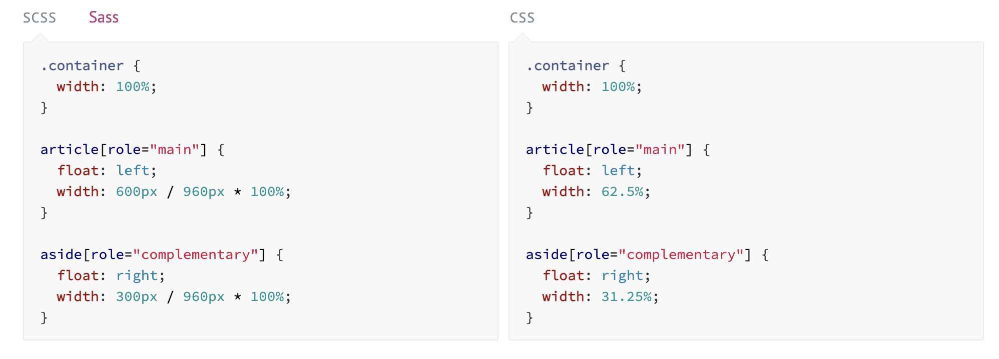 SCSS Sass
.container {
  width: 100%;
}

article[role="main"] {
  float: left;
  width: 600px / 960px * 100%;
}

aside[role="complementary"] {
  float: right;
  width: 300px / 960px * 100%;
}
CSS
.container {
  width: 100%;
}

article[role="main"] {
  float: left;
  width: 62.5%;
}

aside[role="complementary"] {
  float: right;
  width: 31.25%;
}